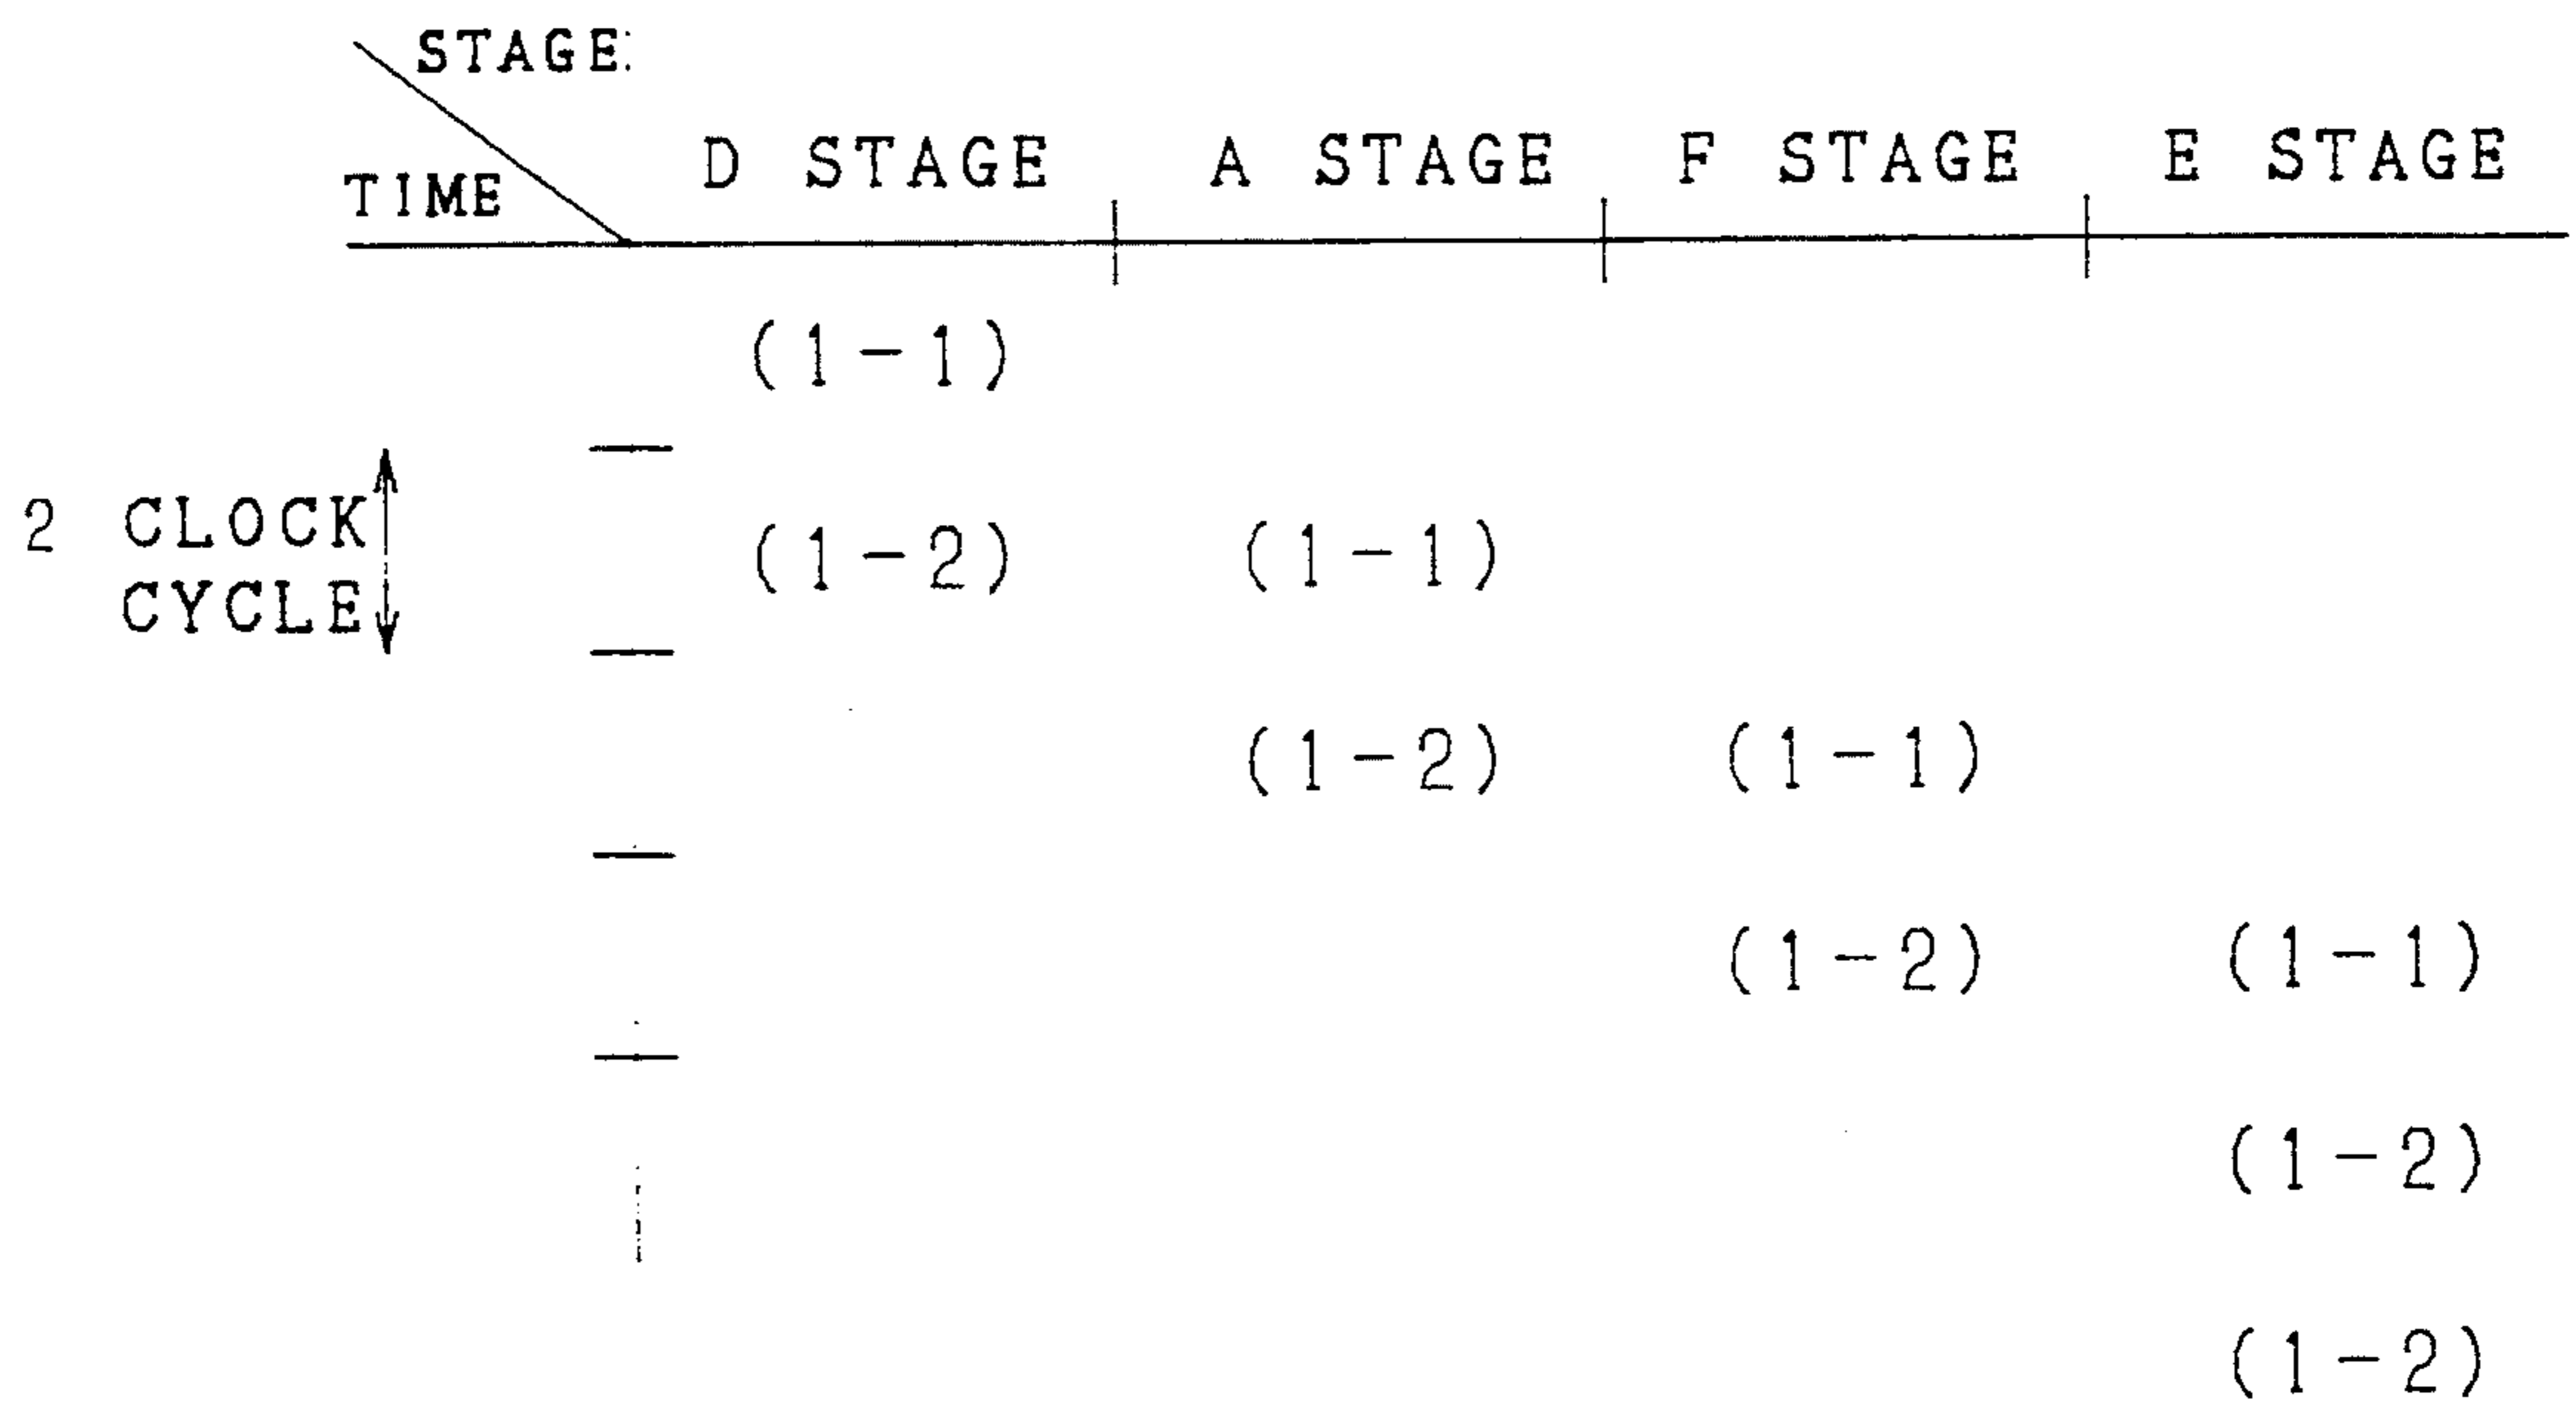 STAGE
TIME
D STAGE A STAGE F STAGE E STAGE
(1-1)
2 CLOCK
CYCLE
(1-2) (1-1)
(1-2) (1-1)
(1-2) (1-1)
(1-2)
(1-2)